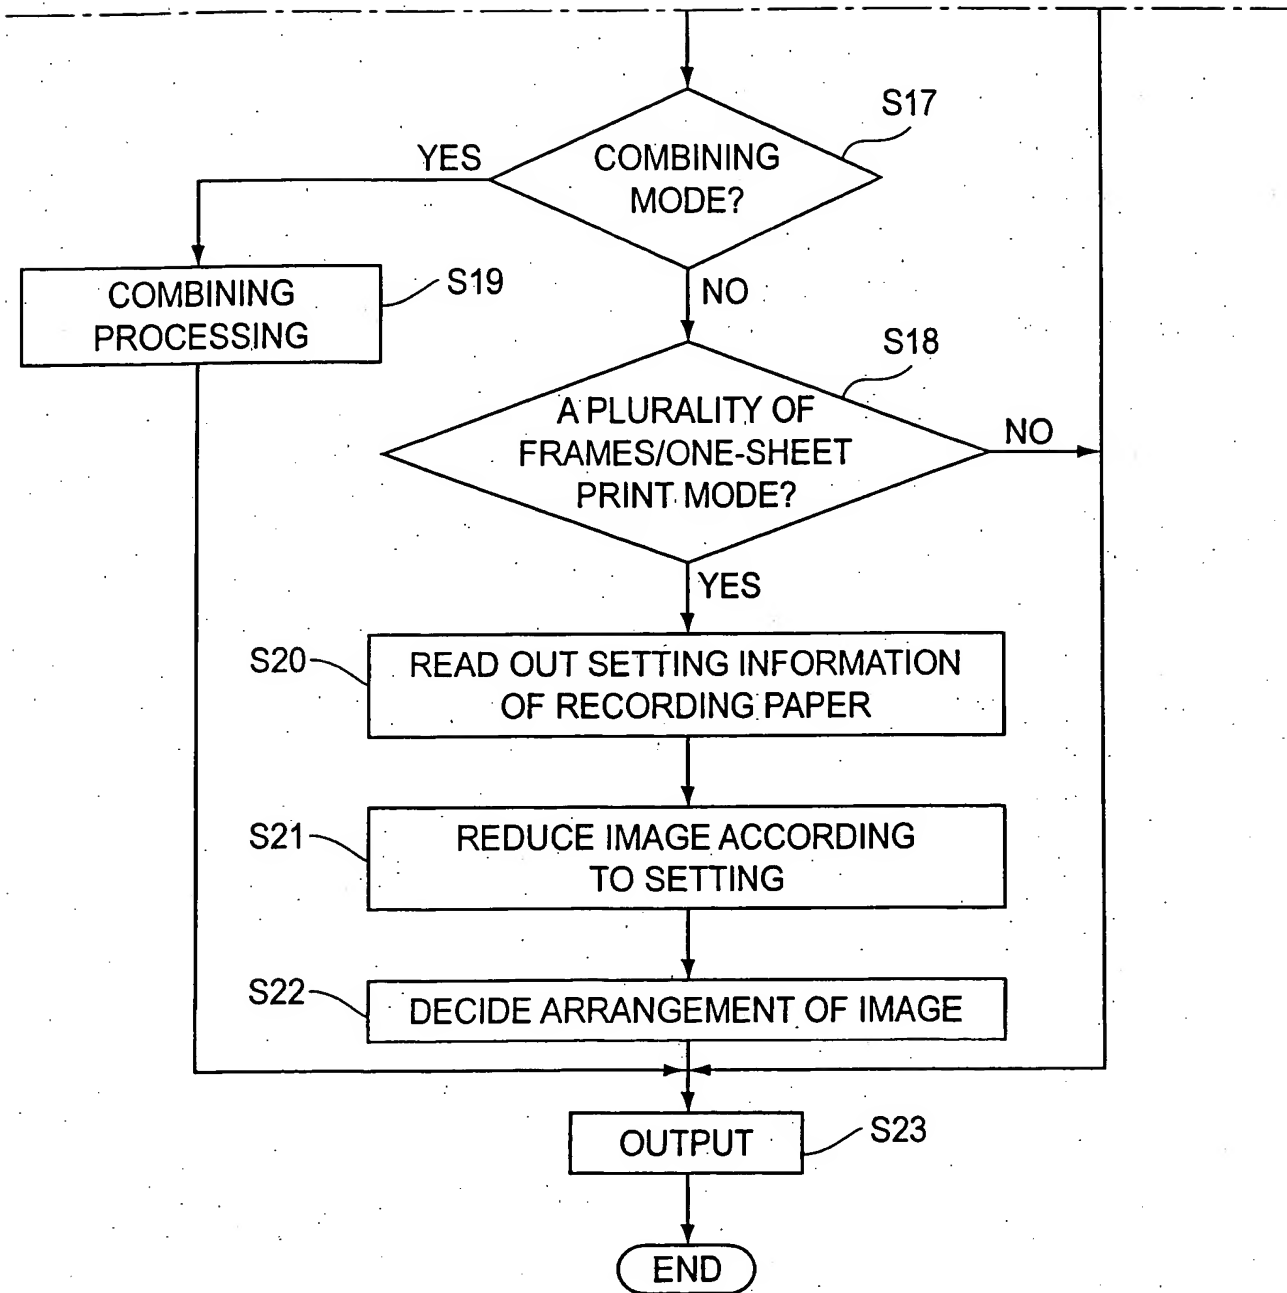 S17
YES
COMBINING
MODE?
COMBINING
PROCESSING
S19
NO
S18
A PLURALITY OF
FRAMES/ONE-SHEET
PRINT MODE?
NO
YES
S20
READ OUT SETTING INFORMATION
OF RECORDING PAPER
S21
REDUCE IMAGE ACCORDING
TO SETTING
S22
DECIDE ARRANGEMENT OF IMAGE
OUTPUT
S23
END